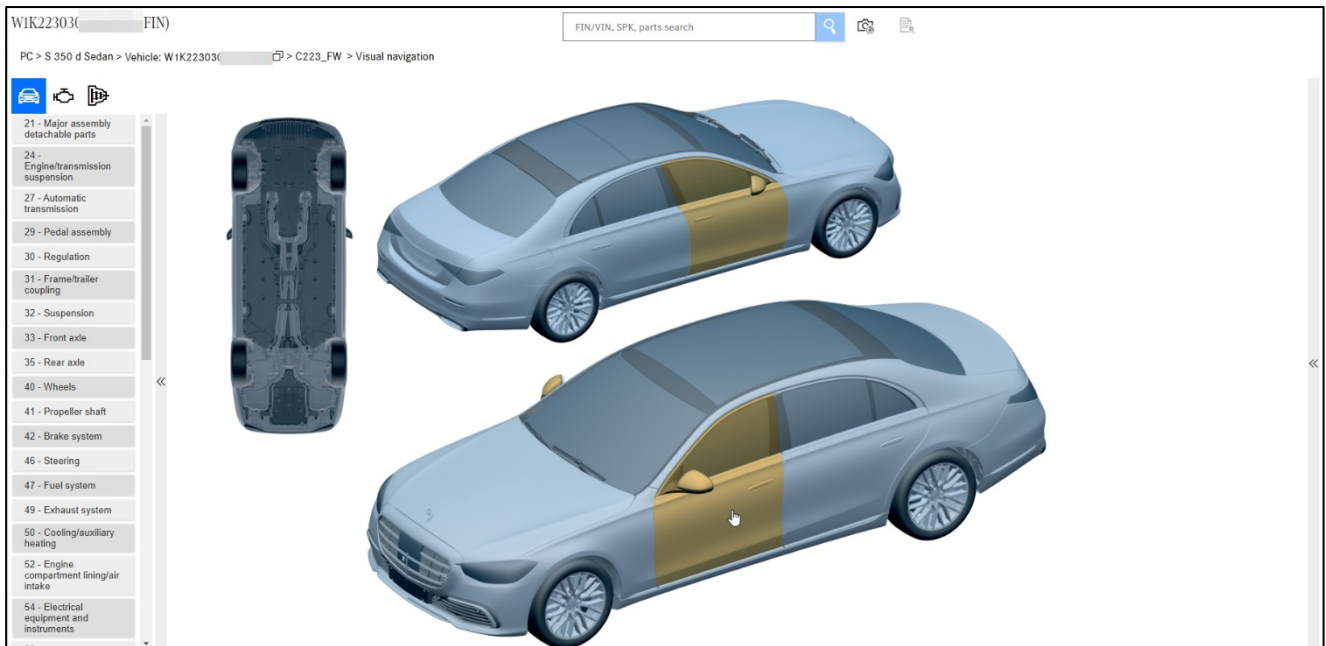 W1K22303( FIN)
FIN/VIN, SPK, parts search
PC > S 350 d Sedan > Vehicle: W1K22303( > C223_FW > Visual navigation
21 - Major assembly
detachable parts
24 -
Engine/transmission
suspension
27 - Automatic
transmission
29 - Pedal assembly
30 - Regulation
31 - Frame/trailer
coupling
32 - Suspension
33 - Front axle
35 - Rear axle
40 - Wheels
41 - Propeller shaft
42 - Brake system
46 - Steering
47 - Fuel system
49 - Exhaust system
50 - Cooling/auxiliary
heating
52 - Engine
compartment lining/air
intake
54 - Electrical
equipment and
instruments